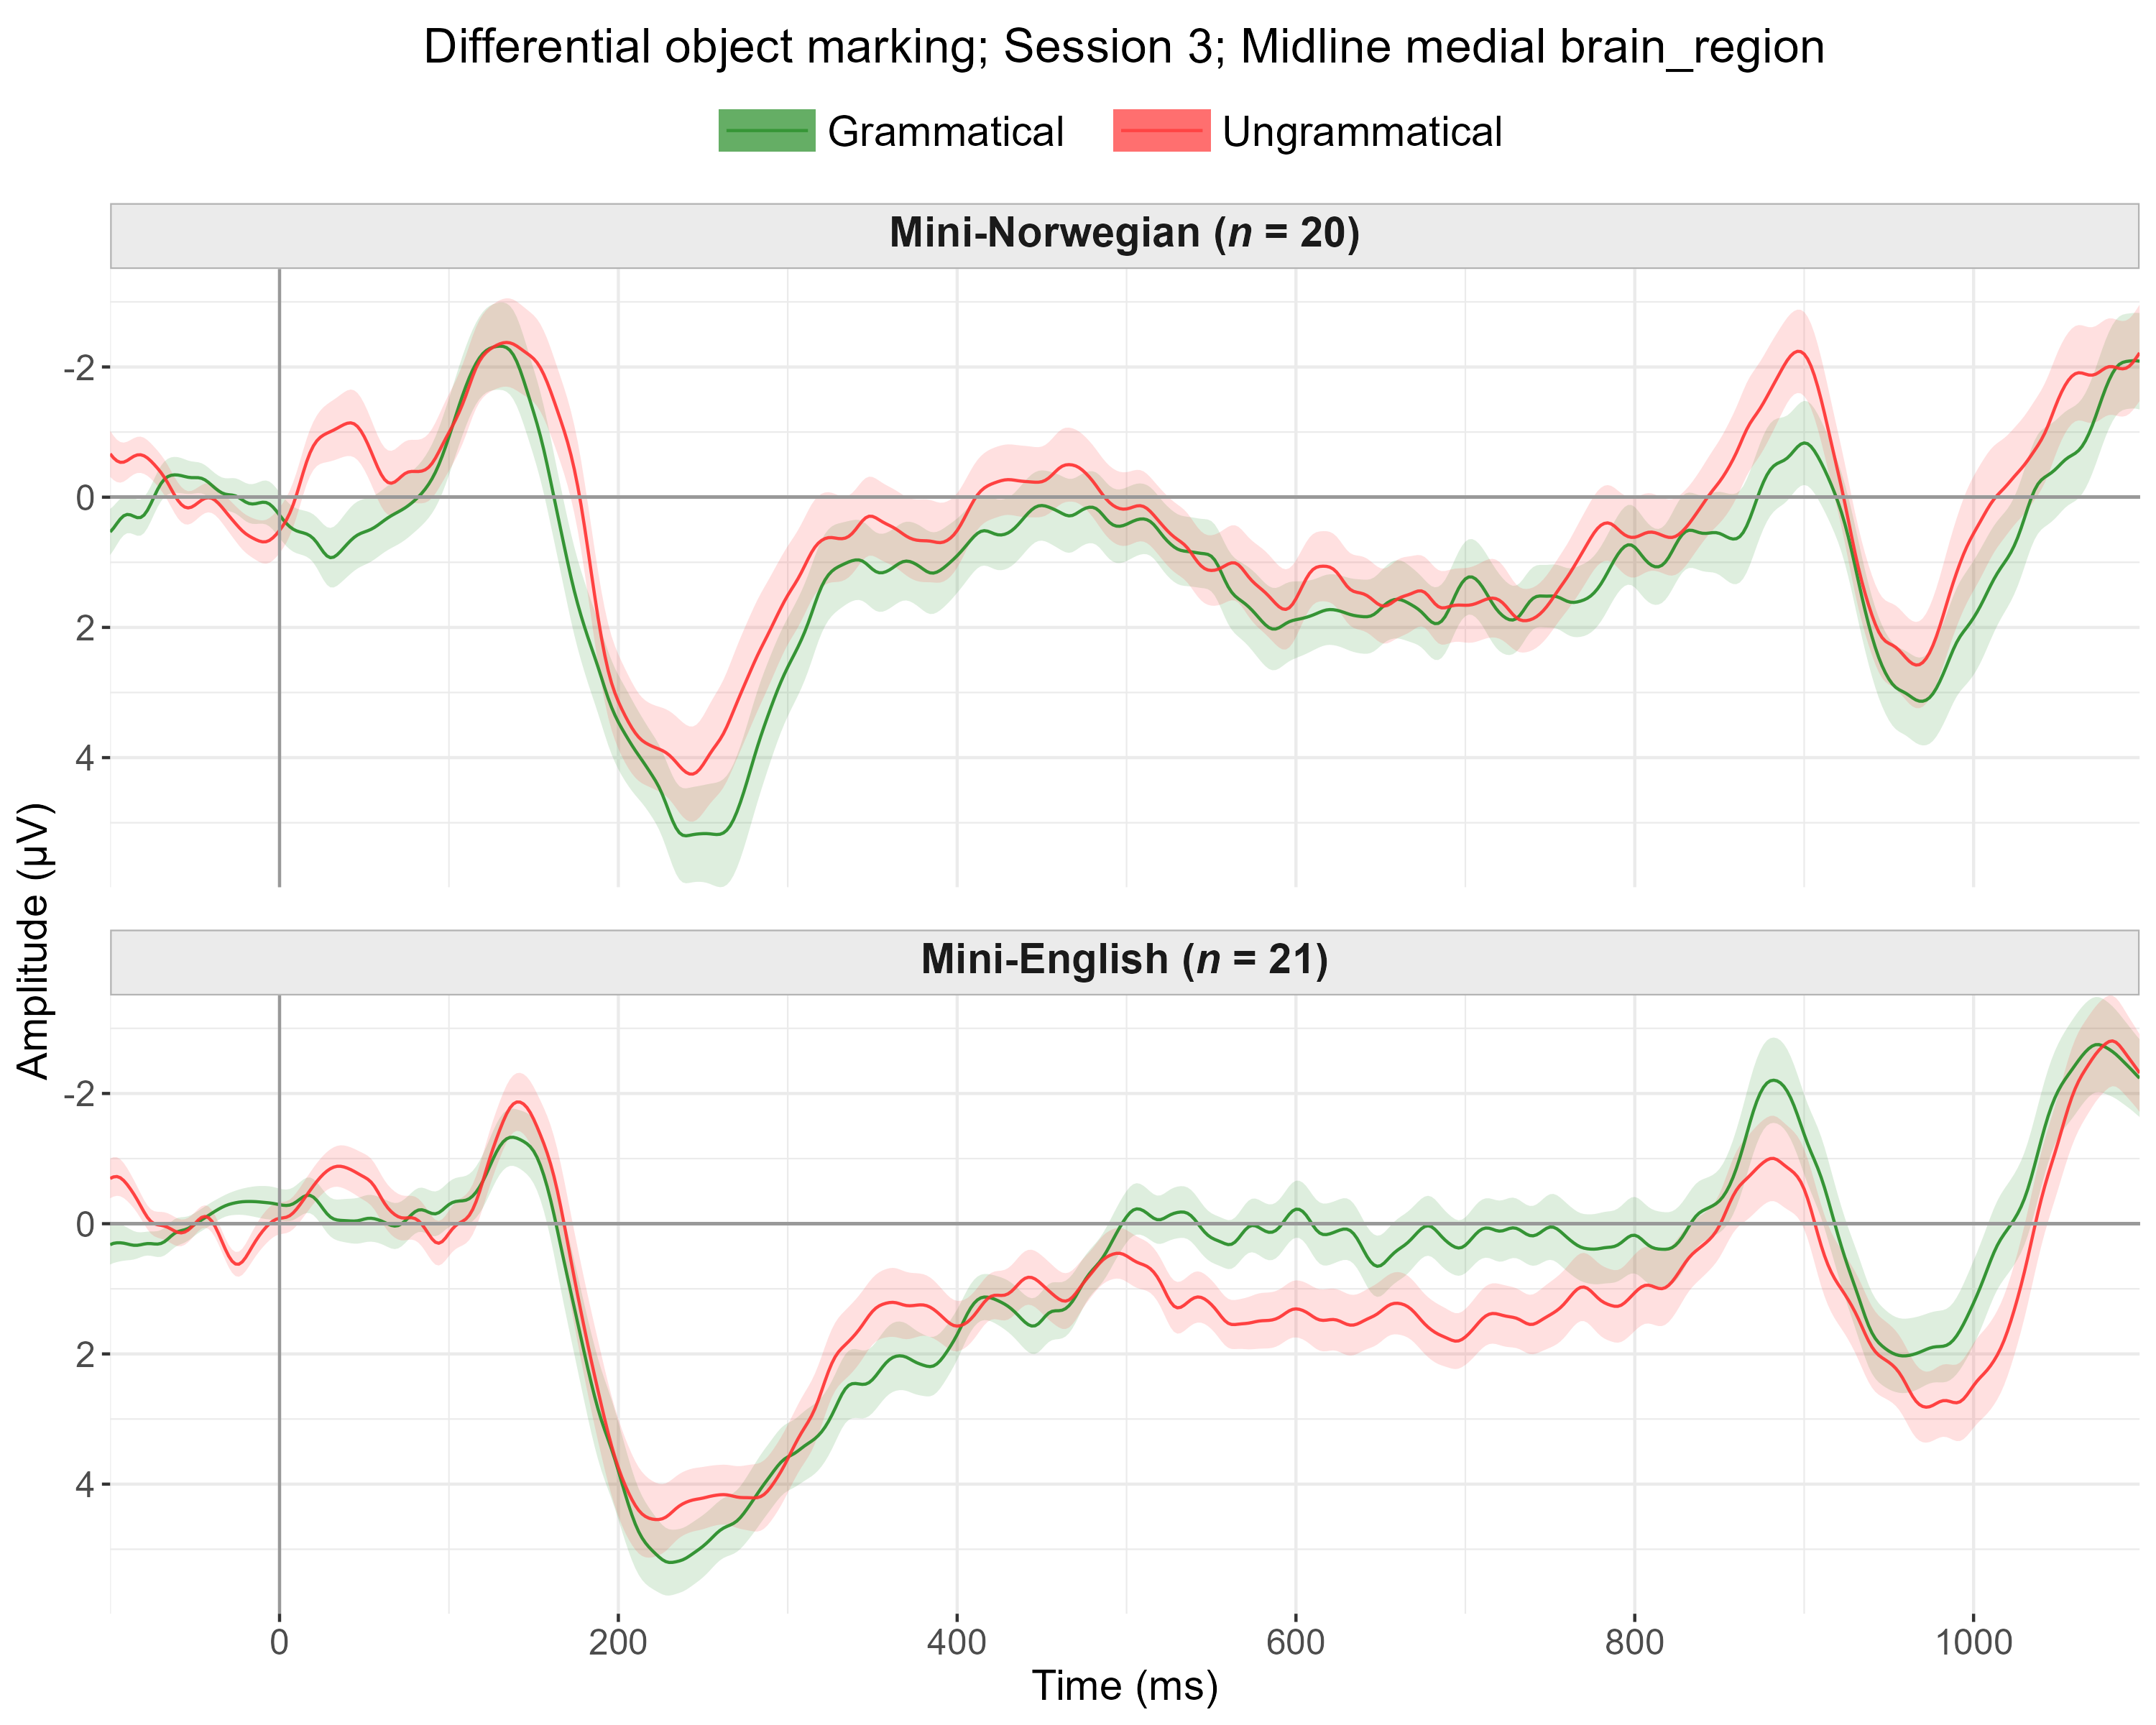 Differential object marking; Session 3; Midline medial brain_region
Grammatical
Ungrammatical
Mini-Norwegian (n = 20)
-2
0
2
4
Mini-English (n = 21)
-2
0
2
4
Amplitude (µV)
0
200
400
600
800
1000
Time (ms)